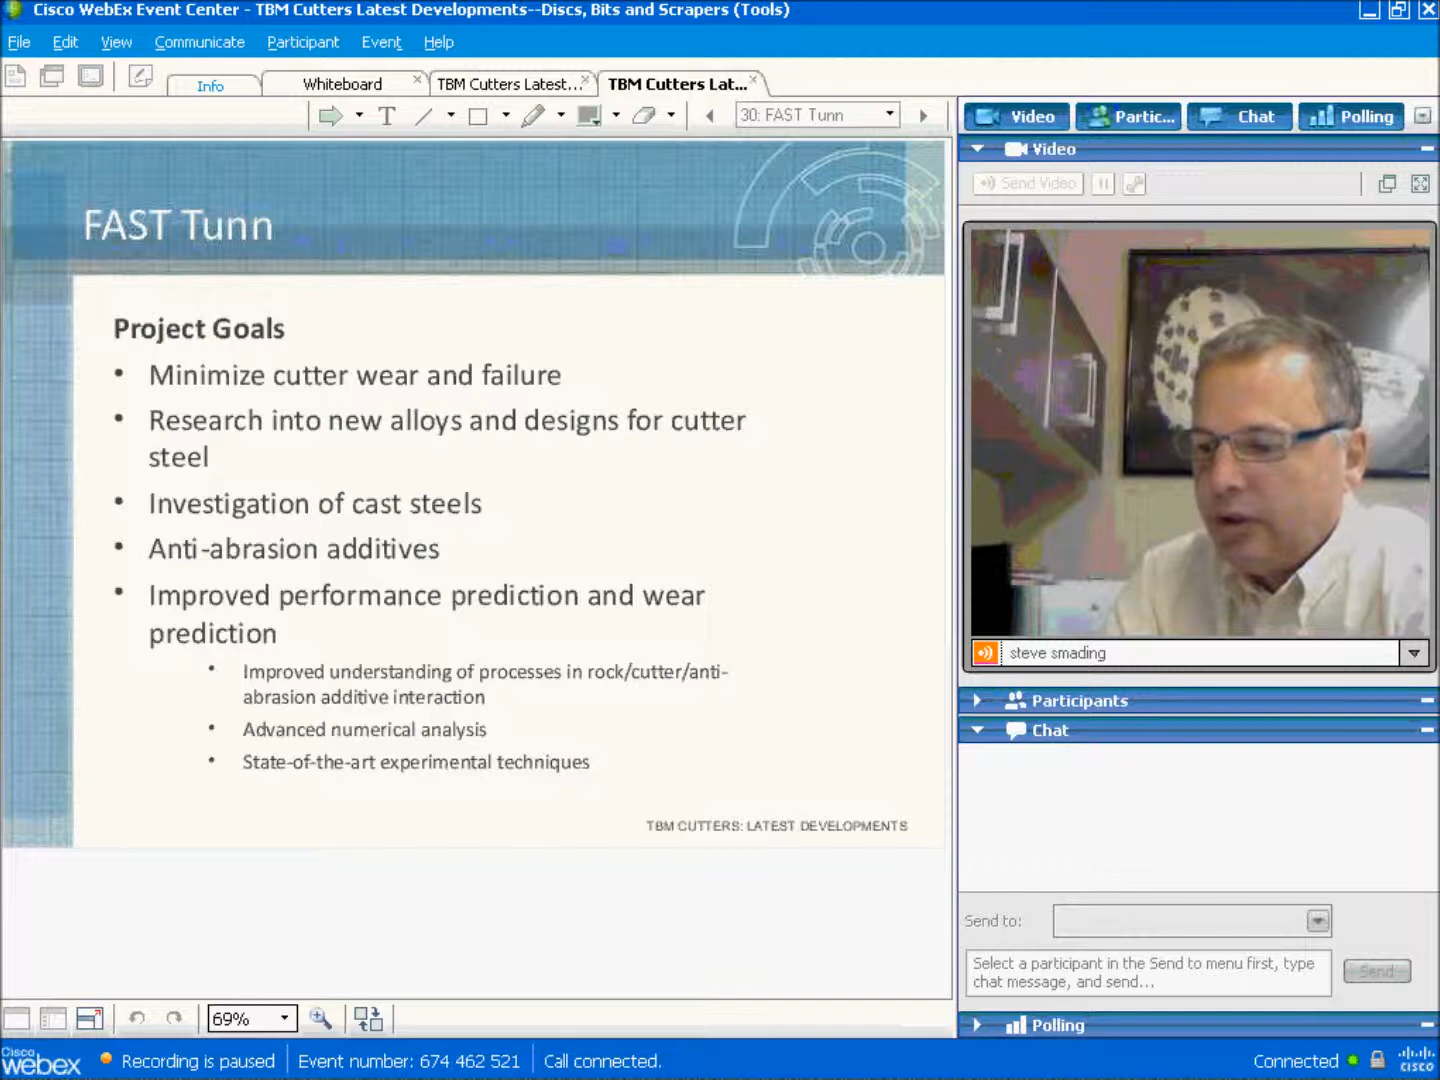 Cisco WebEx Event Center - TBM Cutters Latest Developments--Discs, Bits and Scrapers (Tools)
File Edit View Communicate Participant Event Help
Info Whiteboard TBM Cutters Latest... TBM Cutters Lat...
30: FAST Tunn
FAST Tunn
Project Goals
• Minimize cutter wear and failure
• Research into new alloys and designs for cutter
steel
• Investigation of cast steels
• Anti-abrasion additives
• Improved performance prediction and wear
prediction
• Improved understanding of processes in rock/cutter/anti-
abrasion additive interaction
• Advanced numerical analysis
• State-of-the-art experimental techniques
TBM CUTTERS: LATEST DEVELOPMENTS
Video Partic... Chat Polling
Video
Send Video
steve smading
Participants
Chat
Send to:
Select a participant in the Send to menu first, type
chat message, and send...
Send
Polling
69%
Cisco
webex
Recording is paused
Event number: 674 462 521
Call connected.
Connected
CISCO